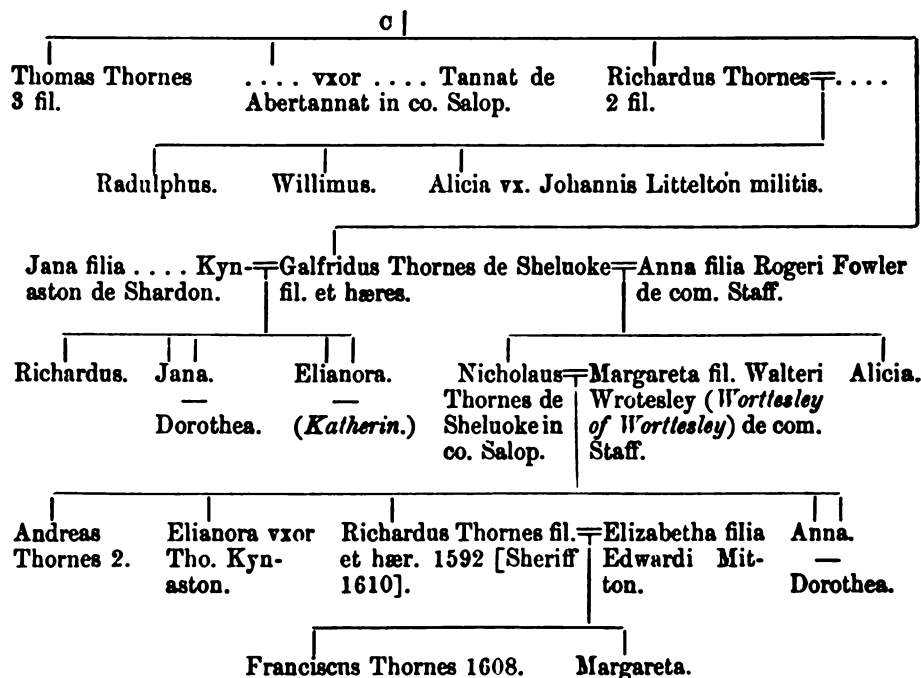 C
Thomas Thornes
3 fil.
. . . . vxor . . . . Tannat de
Abertannat in co. Salop.
Richardus Thornes = . . . .
2 fil.
Radulphus.
Willimus.
Alicia vx. Johannis Littelton militis.
Jana filia . . . . Kyn-
aston de Shardon.
= Galfridus Thornes de Sheluoke
fil. et hæres.
= Anna filia Rogeri Fowler
de com. Staff.
Richardus.
Jana.
—
Dorothea.
Elianora.
—
(Katherin.)
Nicholaus
Thornes de
Sheluoke in
co. Salop.
= Margareta fil. Walteri
Wrotesley (Worttesley
of Worttesley) de com.
Staff.
Alicia.
Andreas
Thornes 2.
Elianora vxor
Tho. Kyn-
aston.
Richardus Thornes fil.
et hær. 1592 [Sheriff
1610].
= Elizabetha filia
Edwardi Mit-
ton.
Anna.
—
Dorothea.
Franciscus Thornes 1608.
Margareta.